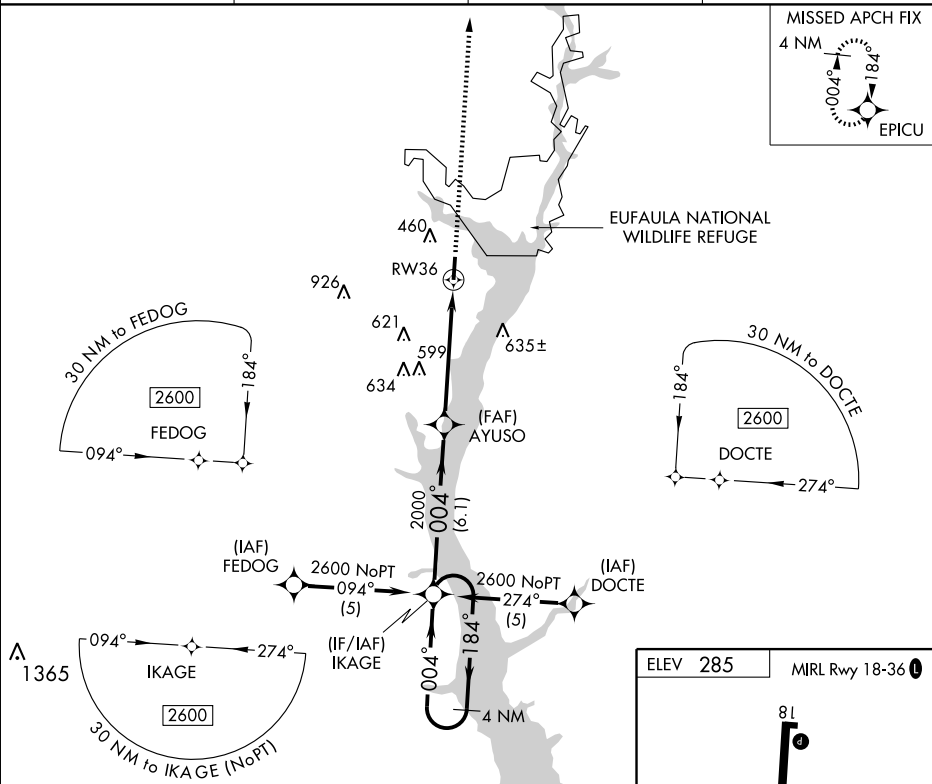 MISSED APCH FIX
4 NM
004°
184°
EPICU
EUFAULA NATIONAL
WILDLIFE REFUGE
460
RW36
926
621
599
635±
634
30 NM to FEDOG
184°
2600
FEDOG
094°
30 NM to DOCTE
184°
2600
DOCTE
274°
(FAF)
AYUSO
2000
004°
(6.1)
(IAF)
FEDOG
2600 NoPT
094°
(5)
2600 NoPT
274°
(5)
(IAF)
DOCTE
(IF/IAF)
IKAGE
004°
184°
4 NM
1365
094°
274°
IKAGE
2600
30 NM to IKAGE (NoPT)
ELEV 285
MIRL Rwy 18-36 L
18
P